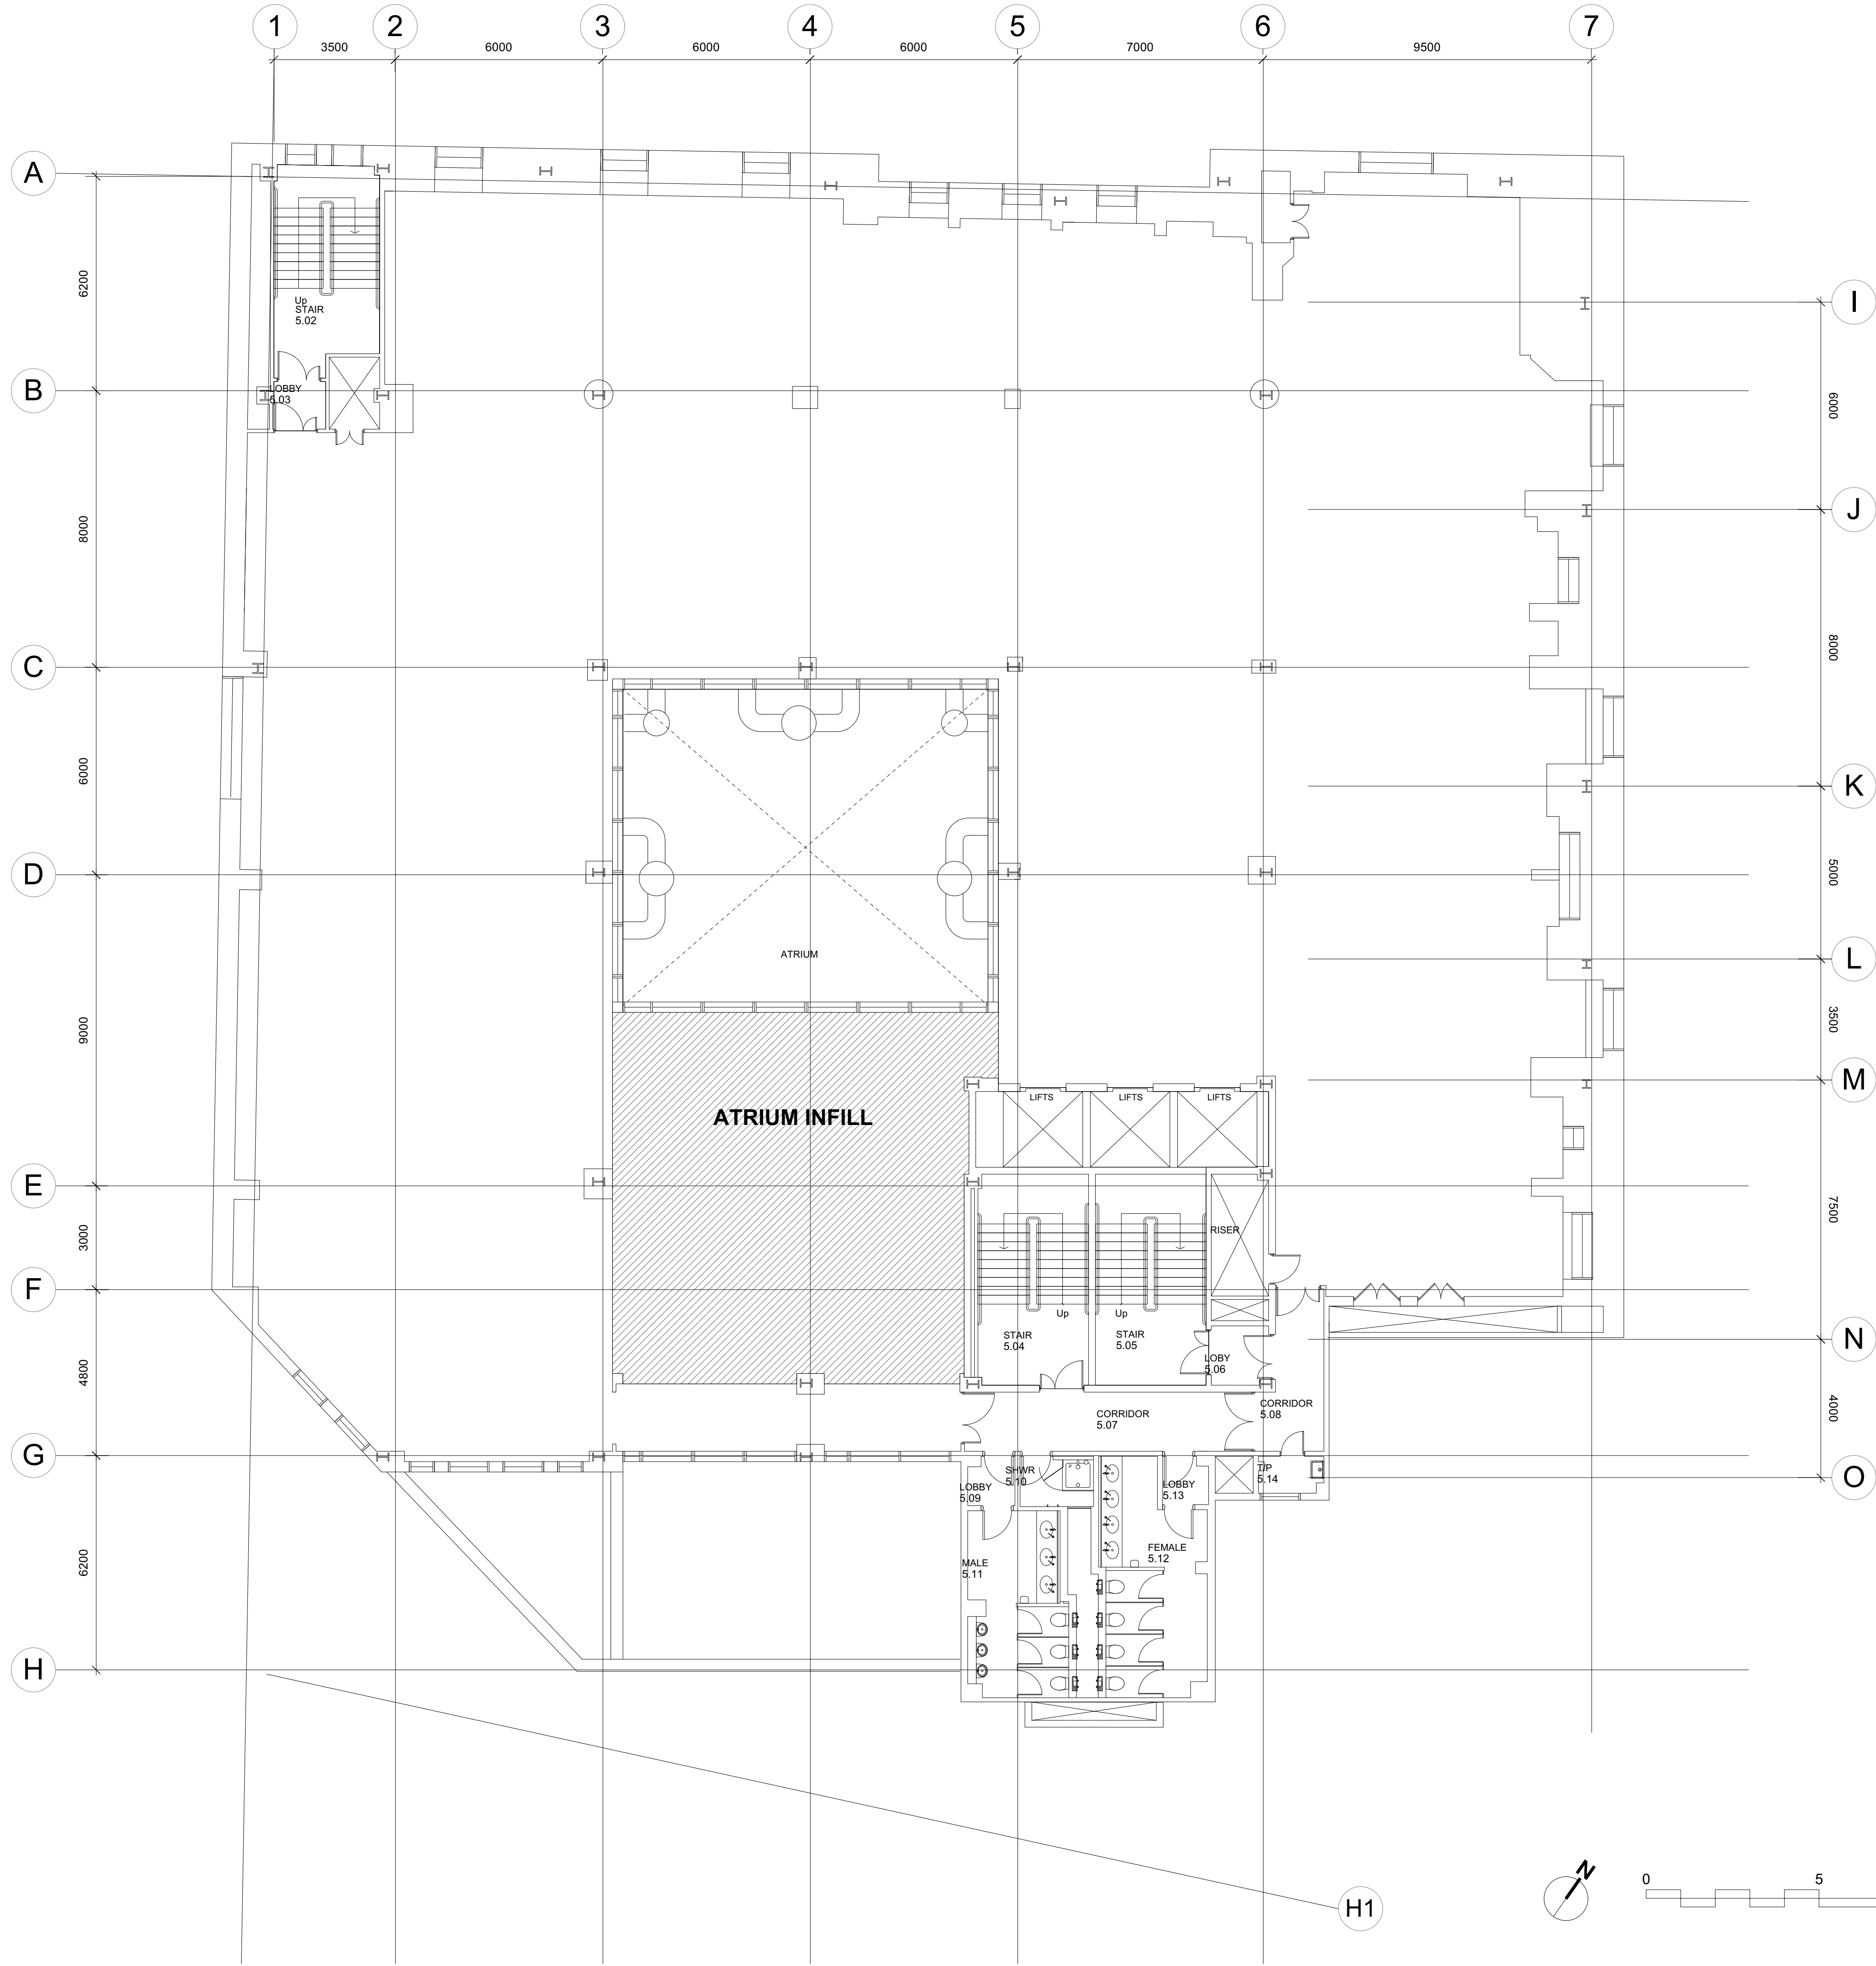 1 2 3 4 5 6 7
3500 6000 6000 6000 7000 9500
A
6200
Up
STAIR
5.02
I
B
LOBBY
5.03
6000
J
8000
C
8000
6000
K
D
5000
ATRIUM
L
9000
3500
M
LIFTS LIFTS LIFTS
ATRIUM INFILL
E
7500
RISER
3000
F
Up Up
STAIR
5.04
STAIR
5.05
N
LOBY
5.06
4800
CORRIDOR
5.08
4000
CORRIDOR
5.07
G
SHWR
5.10
T/P
5.14
O
LOBBY
5.09
LOBBY
5.13
6200
FEMALE
5.12
MALE
5.11
H
H1
N
0 5